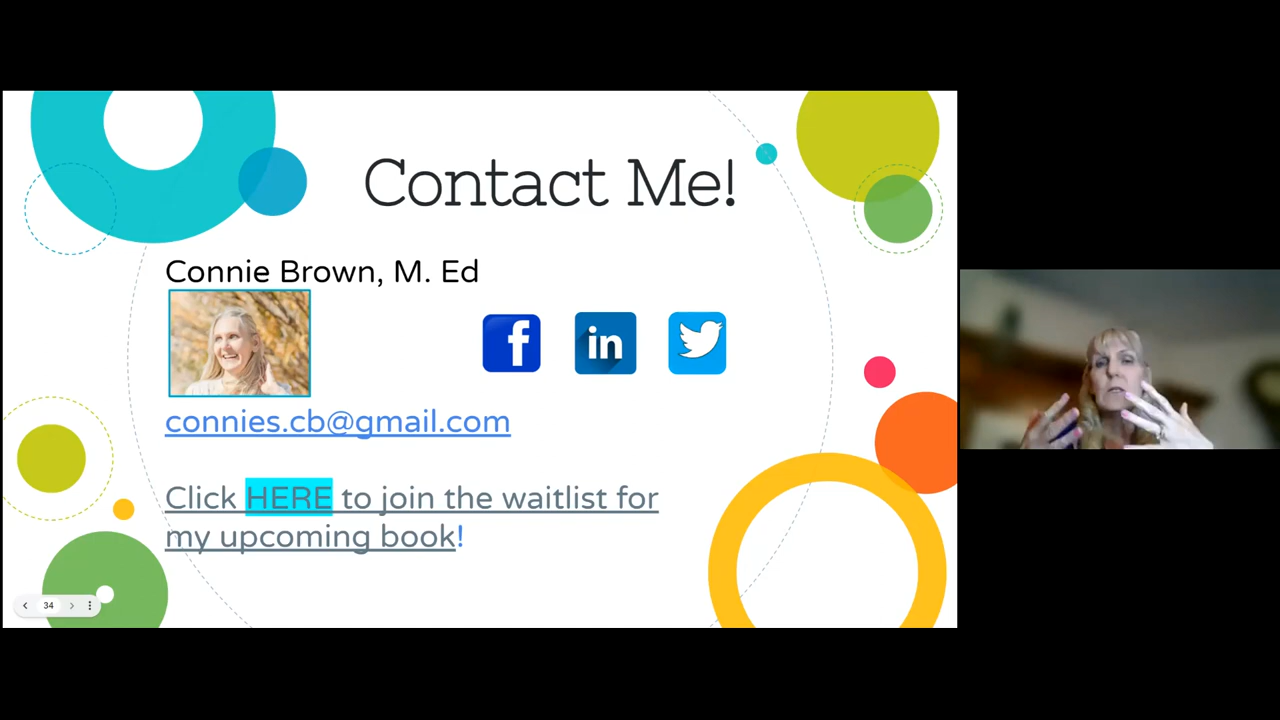 Contact Me!
Connie Brown, M. Ed
f in
connies.cb@gmail.com
Click HERE to join the waitlist for
my upcoming book!
34